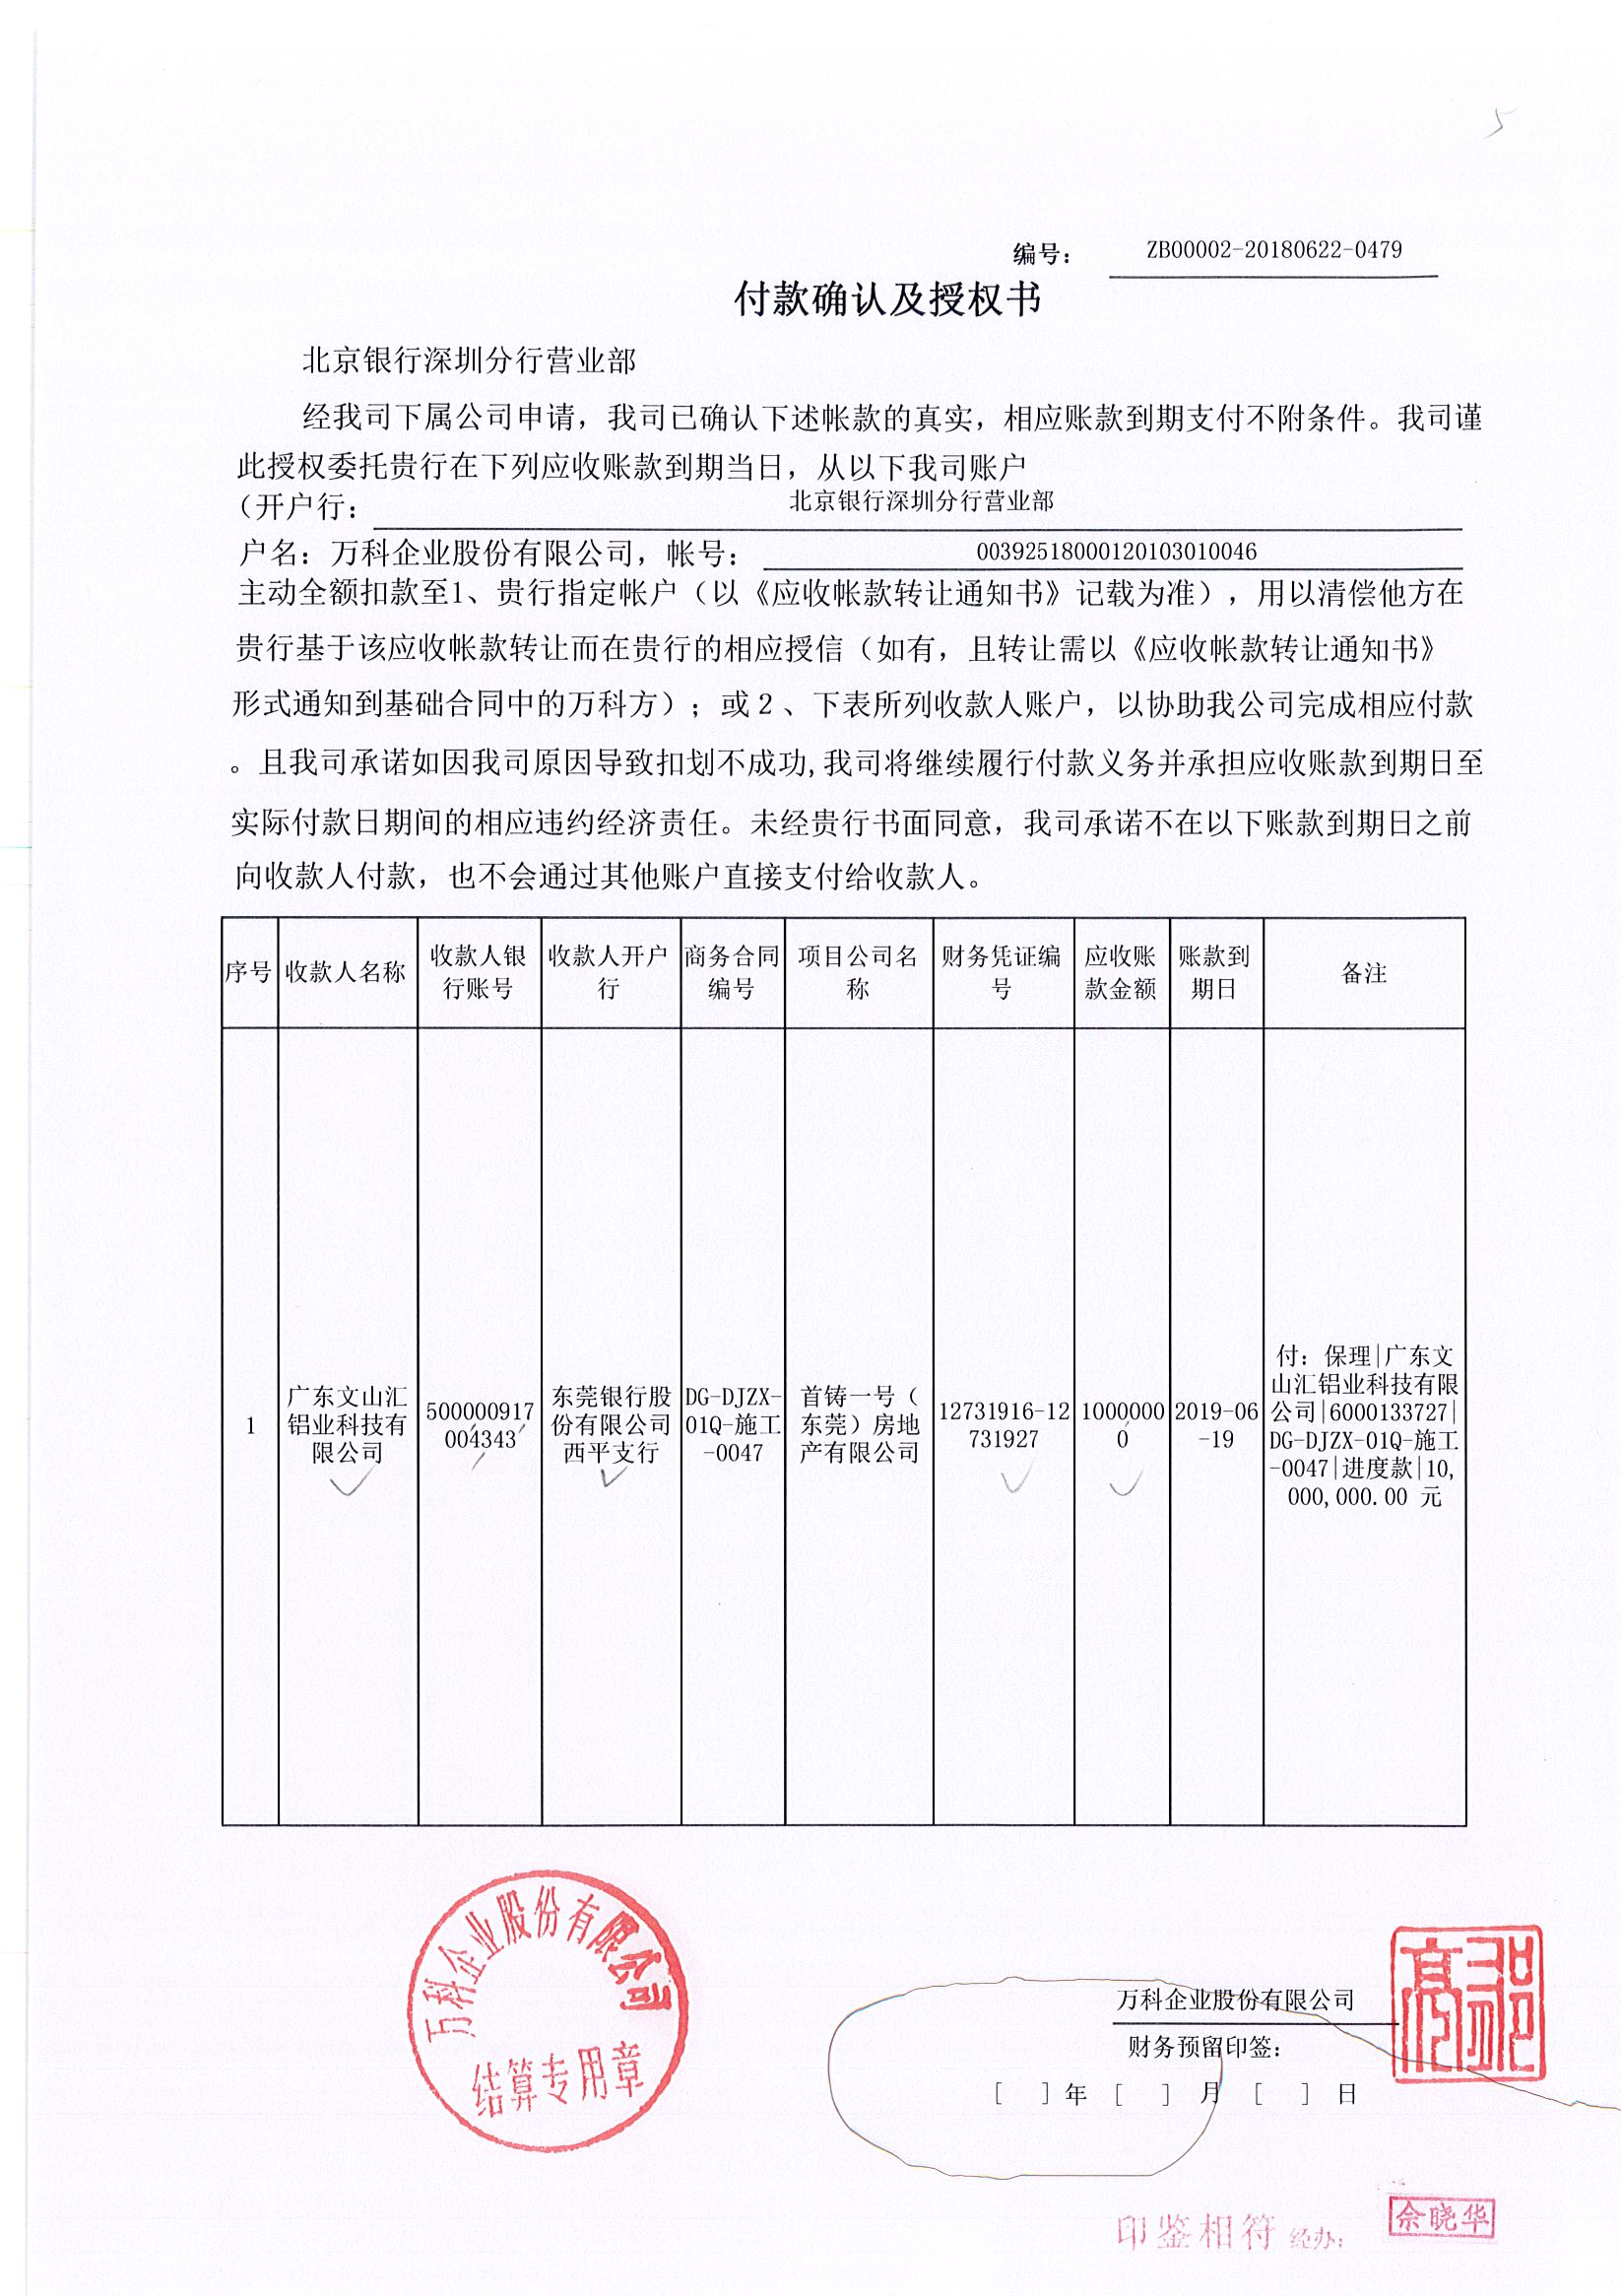 5
编号： ZB00002-20180622-0479
付款确认及授权书
北京银行深圳分行营业部
经我司下属公司申请，我司已确认下述帐款的真实，相应账款到期支付不附条件。我司谨
此授权委托贵行在下列应收账款到期当日，从以下我司账户
（开户行： 北京银行深圳分行营业部
户名：万科企业股份有限公司，帐号： 00392518000120103010046
主动全额扣款至1、贵行指定帐户（以《应收帐款转让通知书》记载为准），用以清偿他方在
贵行基于该应收帐款转让而在贵行的相应授信（如有，且转让需以《应收帐款转让通知书》
形式通知到基础合同中的万科方）；或２、下表所列收款人账户，以协助我公司完成相应付款
。且我司承诺如因我司原因导致扣划不成功,我司将继续履行付款义务并承担应收账款到期日至
实际付款日期间的相应违约经济责任。未经贵行书面同意，我司承诺不在以下账款到期日之前
向收款人付款，也不会通过其他账户直接支付给收款人。
序号
收款人名称
收款人银
行账号
收款人开户
行
商务合同
编号
项目公司名
称
财务凭证编
号
应收账
款金额
账款到
期日
备注
1
广东文山汇
铝业科技有
限公司
500000917
004343
东莞银行股
份有限公司
西平支行
DG-DJZX-
01Q-施工
-0047
首铸一号（
东莞）房地
产有限公司
12731916-12
731927
1000000
0
2019-06
-19
付：保理|广东文
山汇铝业科技有限
公司|6000133727|
DG-DJZX-01Q-施工
-0047|进度款|10,
000,000.00 元
万科企业股份有限公司
结算专用章
万科企业股份有限公司
财务预留印签：
[ ]年 [ ] 月 [ ] 日
印鉴相符 经办：
佘晓华